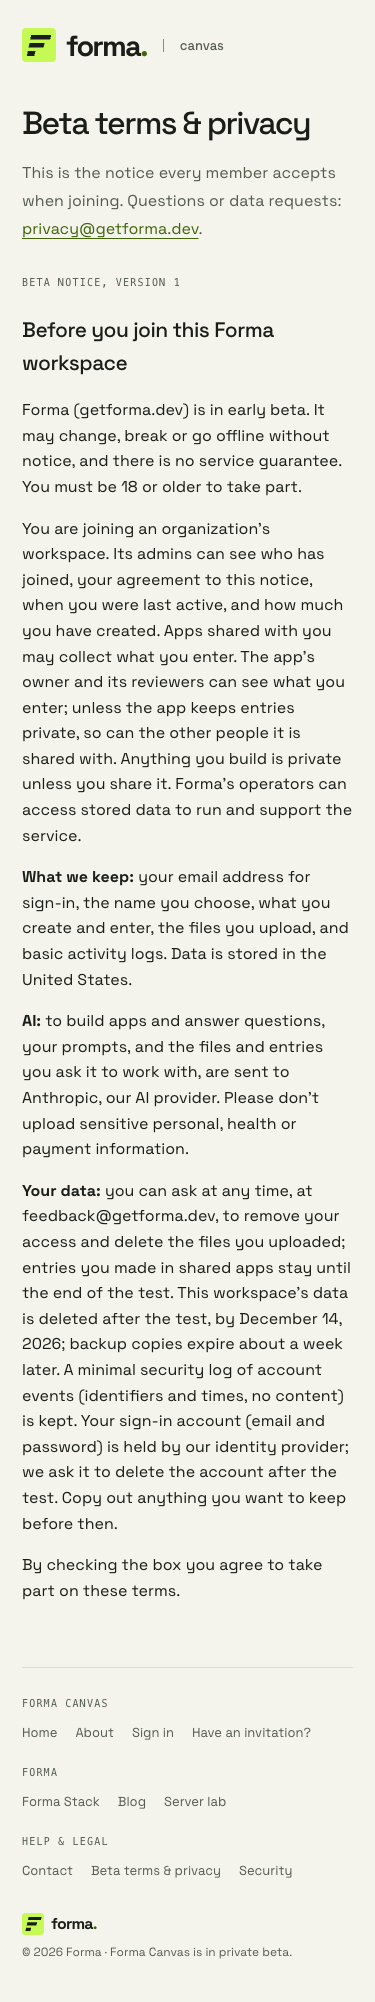 forma. | canvas
Beta terms & privacy
This is the notice every member accepts
when joining. Questions or data requests:
privacy@getforma.dev.
BETA NOTICE, VERSION 1
Before you join this Forma
workspace
Forma (getforma.dev) is in early beta. It
may change, break or go offline without
notice, and there is no service guarantee.
You must be 18 or older to take part.
You are joining an organization’s
workspace. Its admins can see who has
joined, your agreement to this notice,
when you were last active, and how much
you have created. Apps shared with you
may collect what you enter. The app’s
owner and its reviewers can see what you
enter; unless the app keeps entries
private, so can the other people it is
shared with. Anything you build is private
unless you share it. Forma’s operators can
access stored data to run and support the
service.
What we keep: your email address for
sign-in, the name you choose, what you
create and enter, the files you upload, and
basic activity logs. Data is stored in the
United States.
AI: to build apps and answer questions,
your prompts, and the files and entries
you ask it to work with, are sent to
Anthropic, our AI provider. Please don’t
upload sensitive personal, health or
payment information.
Your data: you can ask at any time, at
feedback@getforma.dev, to remove your
access and delete the files you uploaded;
entries you made in shared apps stay until
the end of the test. This workspace’s data
is deleted after the test, by December 14,
2026; backup copies expire about a week
later. A minimal security log of account
events (identifiers and times, no content)
is kept. Your sign-in account (email and
password) is held by our identity provider;
we ask it to delete the account after the
test. Copy out anything you want to keep
before then.
By checking the box you agree to take
part on these terms.
FORMA CANVAS
Home About Sign in Have an invitation?
FORMA
Forma Stack Blog Server lab
HELP & LEGAL
Contact Beta terms & privacy Security
forma.
© 2026 Forma · Forma Canvas is in private beta.